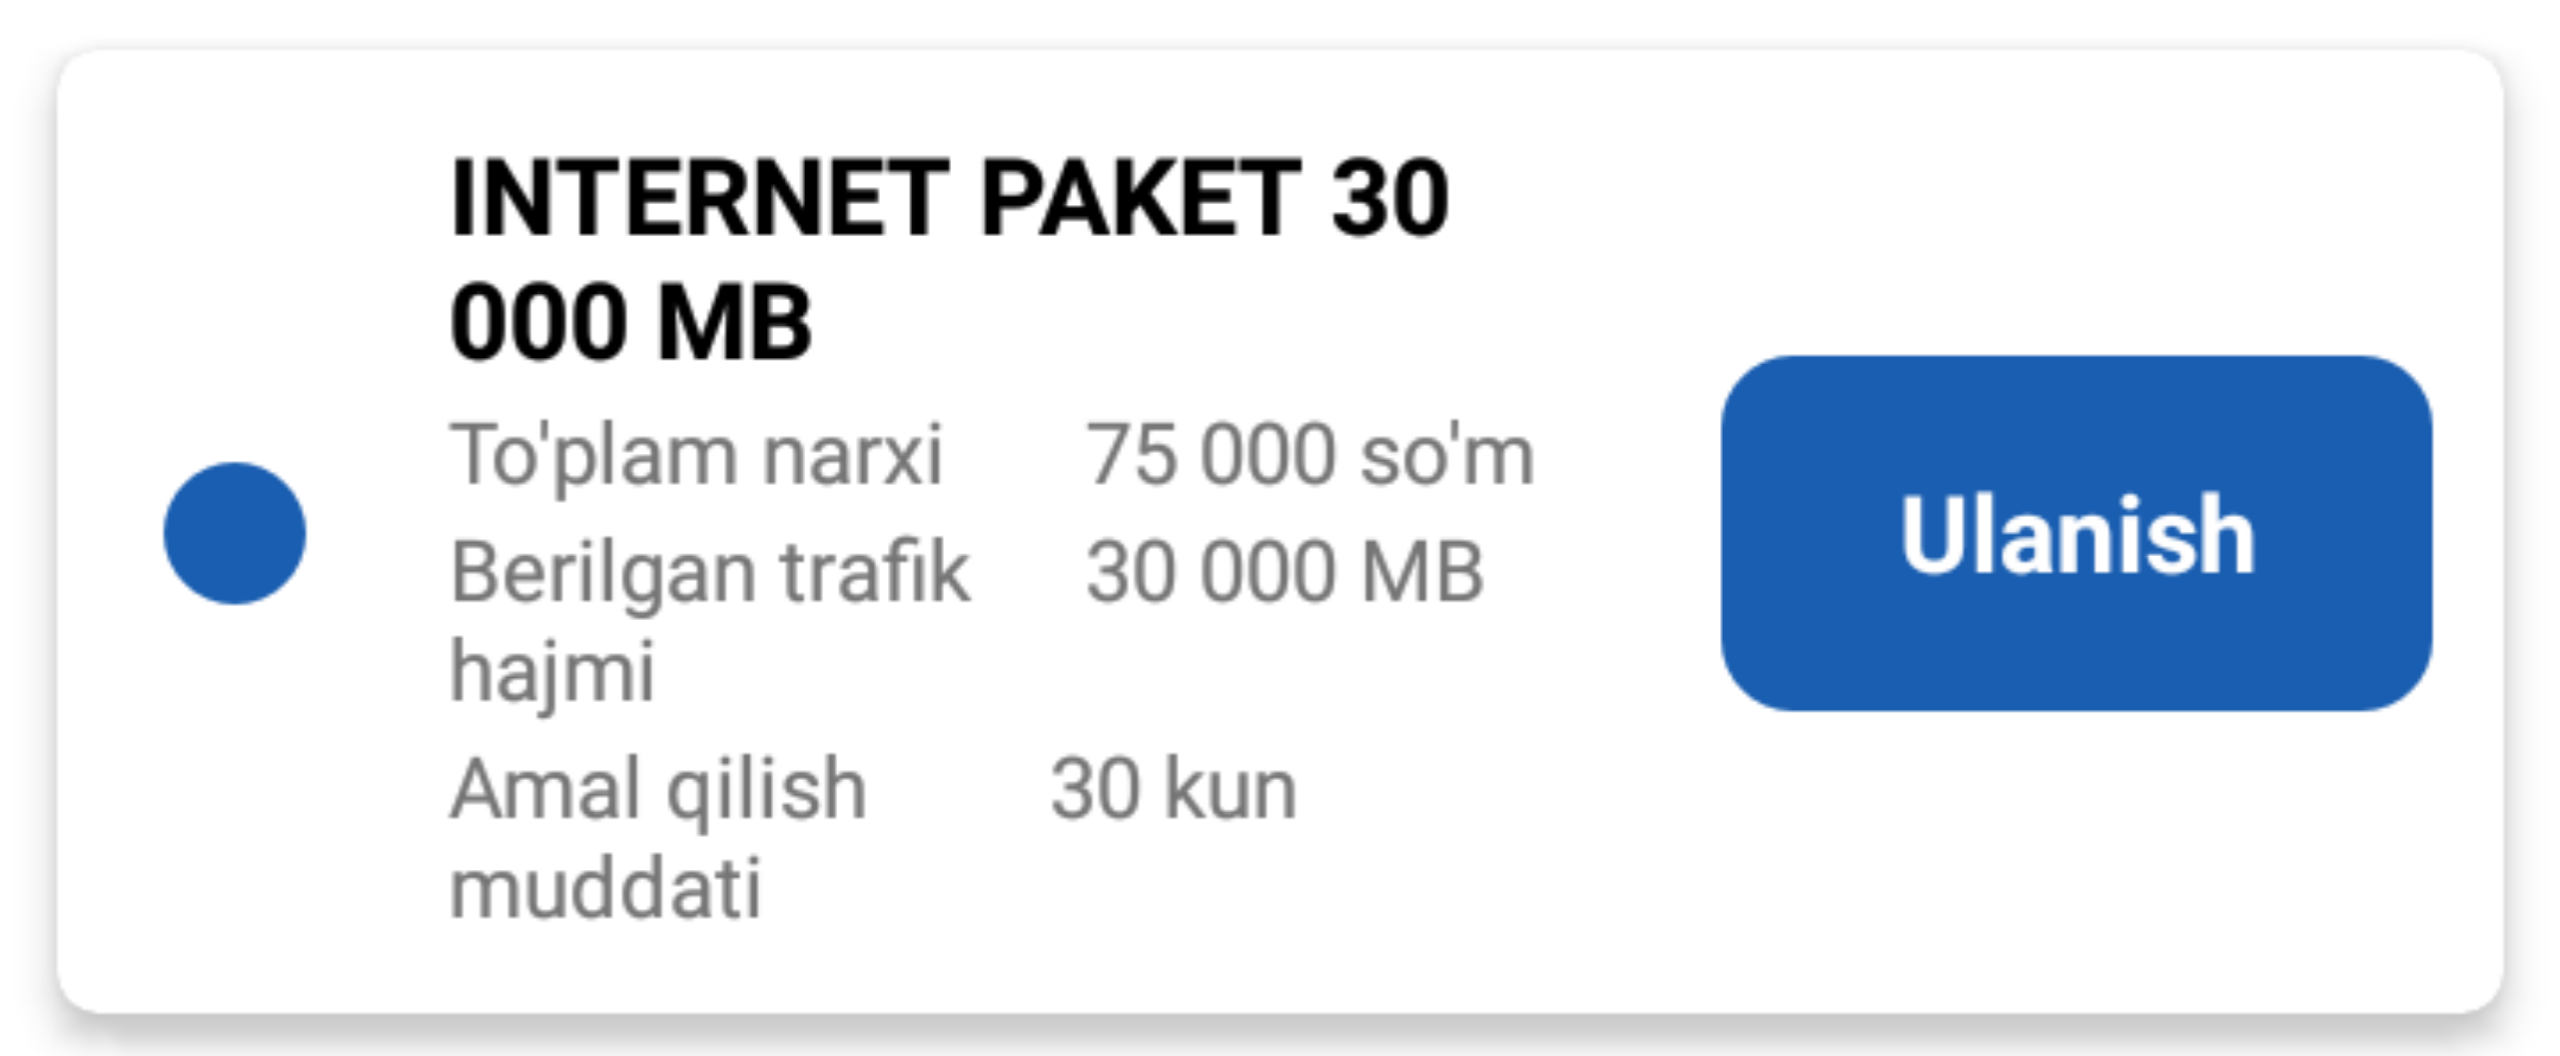 INTERNET PAKET 30
000 MB
To'plam narxi 75 000 so'm
Berilgan trafik 30 000 MB
hajmi
Ulanish
Amal qilish 30 kun
muddati